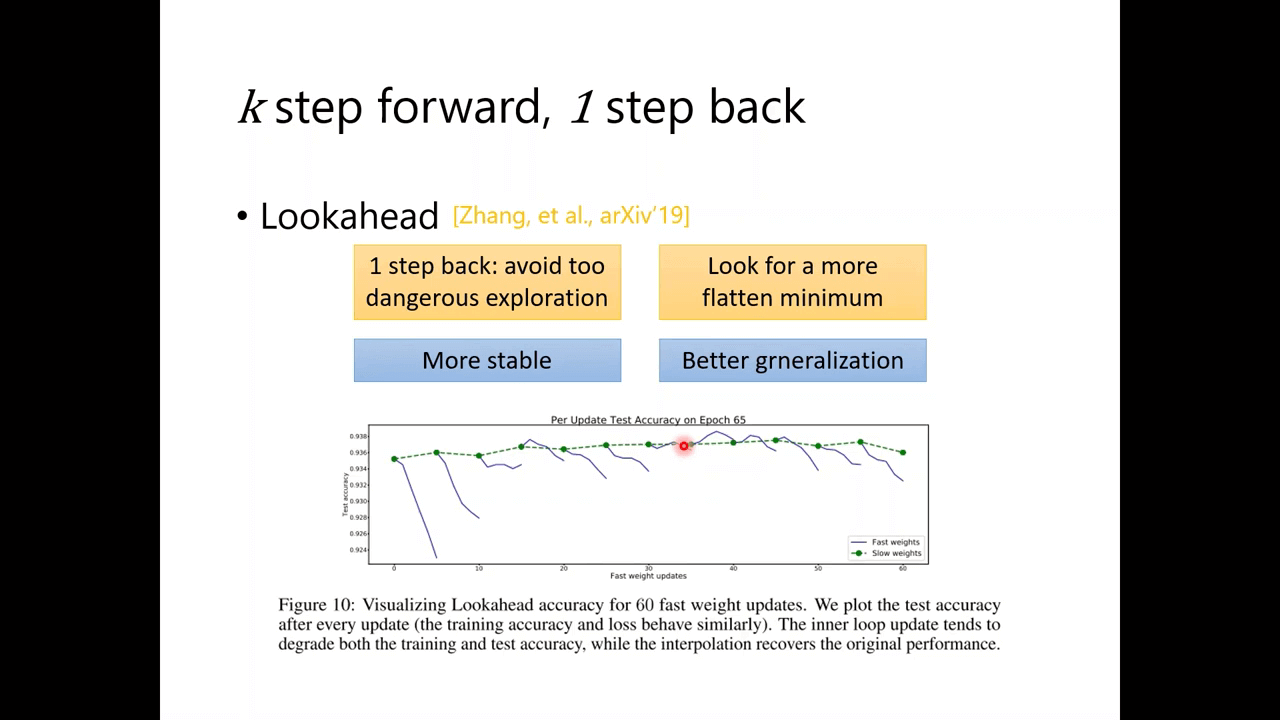 k step forward, 1 step back
• Lookahead [Zhang, et al., arXiv'19]
1 step back: avoid too
dangerous exploration
Look for a more
flatten minimum
More stable
Better grneralization
Per Update Test Accuracy on Epoch 65
0.938
0.936
0.934
0.932
0.930
0.928
0.926
0.924
Test accuracy
Fast weights
Slow weights
0 10 20 30 40 50 60
Fast weight updates
Figure 10: Visualizing Lookahead accuracy for 60 fast weight updates. We plot the test accuracy
after every update (the training accuracy and loss behave similarly). The inner loop update tends to
degrade both the training and test accuracy, while the interpolation recovers the original performance.